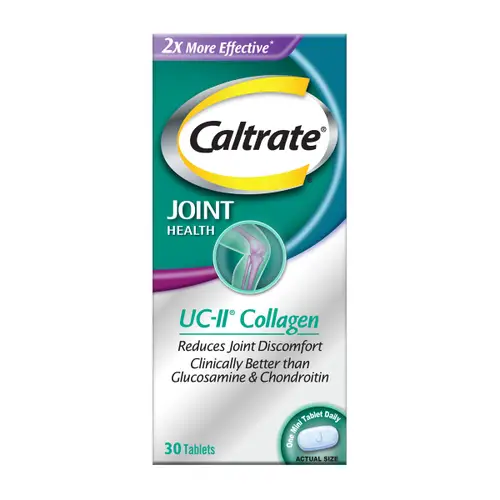 2X More Effective*
Caltrate®
JOINT
HEALTH
UC-II® Collagen
Reduces Joint Discomfort
Clinically Better than
Glucosamine & Chondroitin
One Mini Tablet Daily
J
ACTUAL SIZE
30 Tablets